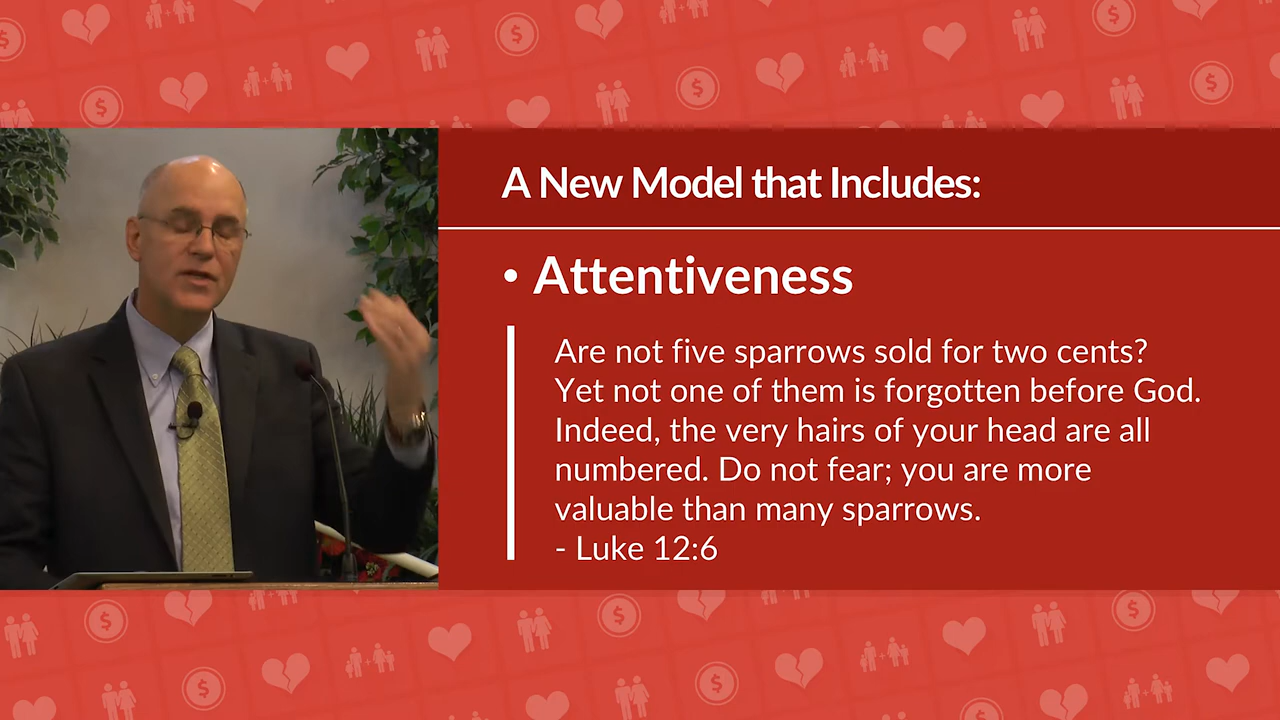 A New Model that Includes:
• Attentiveness
Are not five sparrows sold for two cents?
Yet not one of them is forgotten before God.
Indeed, the very hairs of your head are all
numbered. Do not fear; you are more
valuable than many sparrows.
- Luke 12:6